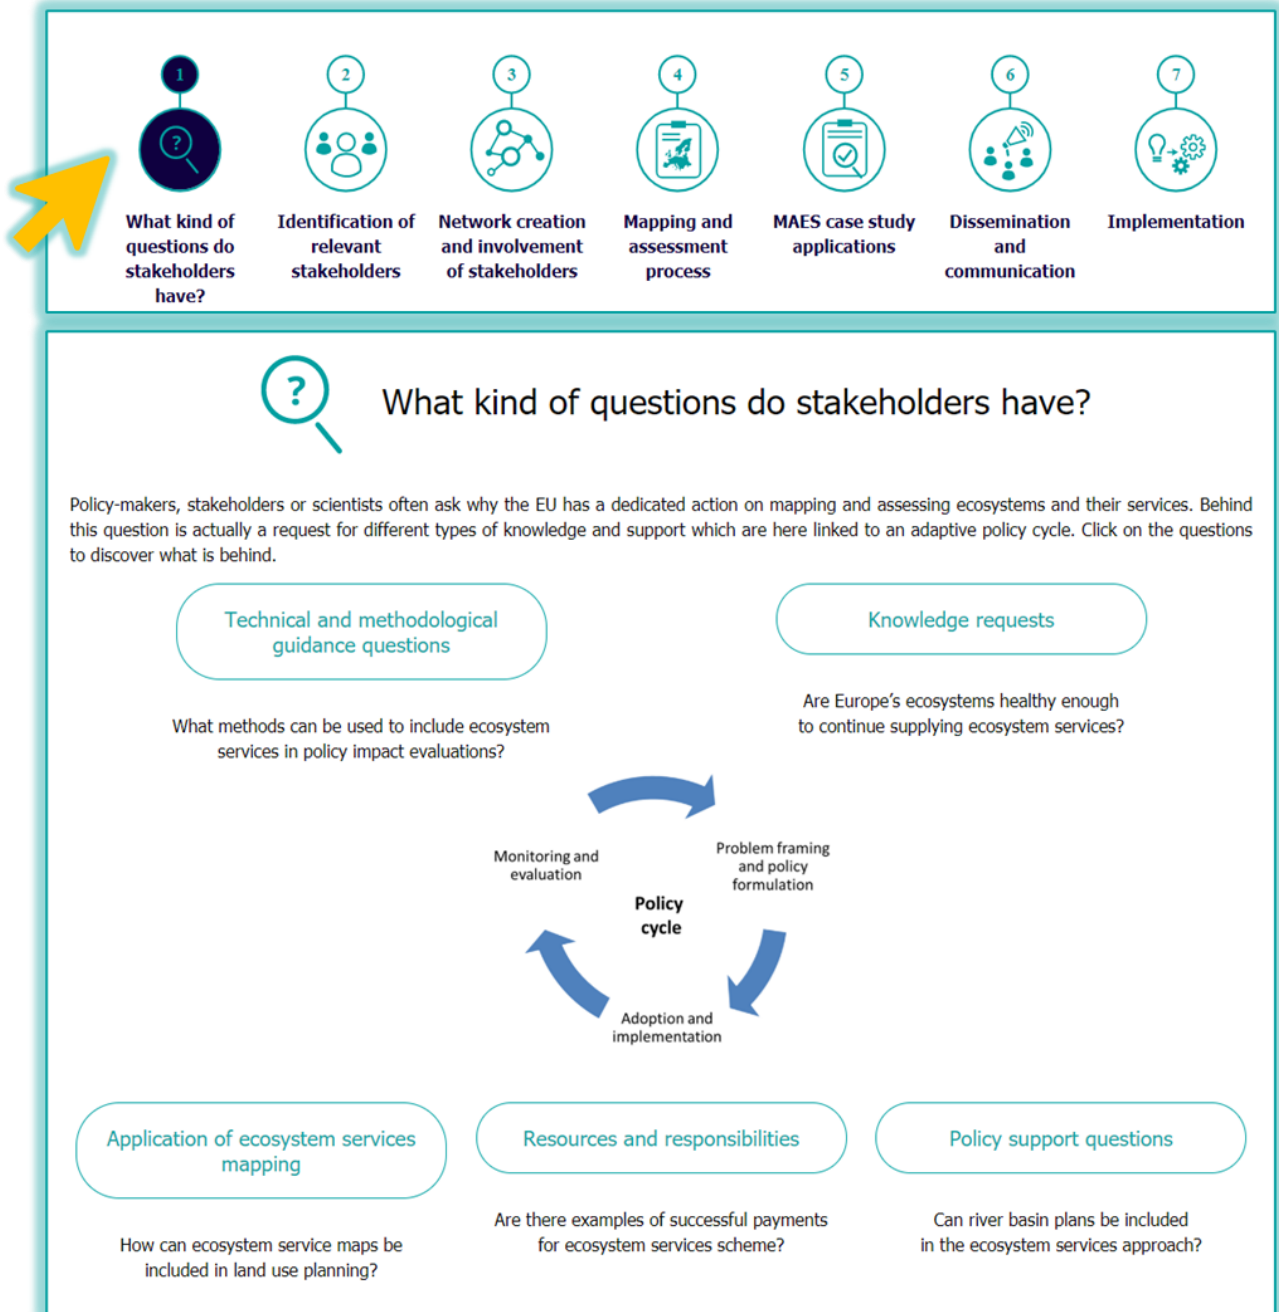 1
2
3
4
5
6
7
?
What kind of
questions do
stakeholders
have?
Identification of
relevant
stakeholders
Network creation
and involvement
of stakeholders
Mapping and
assessment
process
MAES case study
applications
Dissemination
and
communication
Implementation
?
What kind of questions do stakeholders have?
Policy-makers, stakeholders or scientists often ask why the EU has a dedicated action on mapping and assessing ecosystems and their services. Behind
this question is actually a request for different types of knowledge and support which are here linked to an adaptive policy cycle. Click on the questions
to discover what is behind.
Technical and methodological
guidance questions
What methods can be used to include ecosystem
services in policy impact evaluations?
Knowledge requests
Are Europe's ecosystems healthy enough
to continue supplying ecosystem services?
Monitoring and
evaluation
Problem framing
and policy
formulation
Policy
cycle
Adoption and
implementation
Application of ecosystem services
mapping
How can ecosystem service maps be
included in land use planning?
Resources and responsibilities
Are there examples of successful payments
for ecosystem services scheme?
Policy support questions
Can river basin plans be included
in the ecosystem services approach?